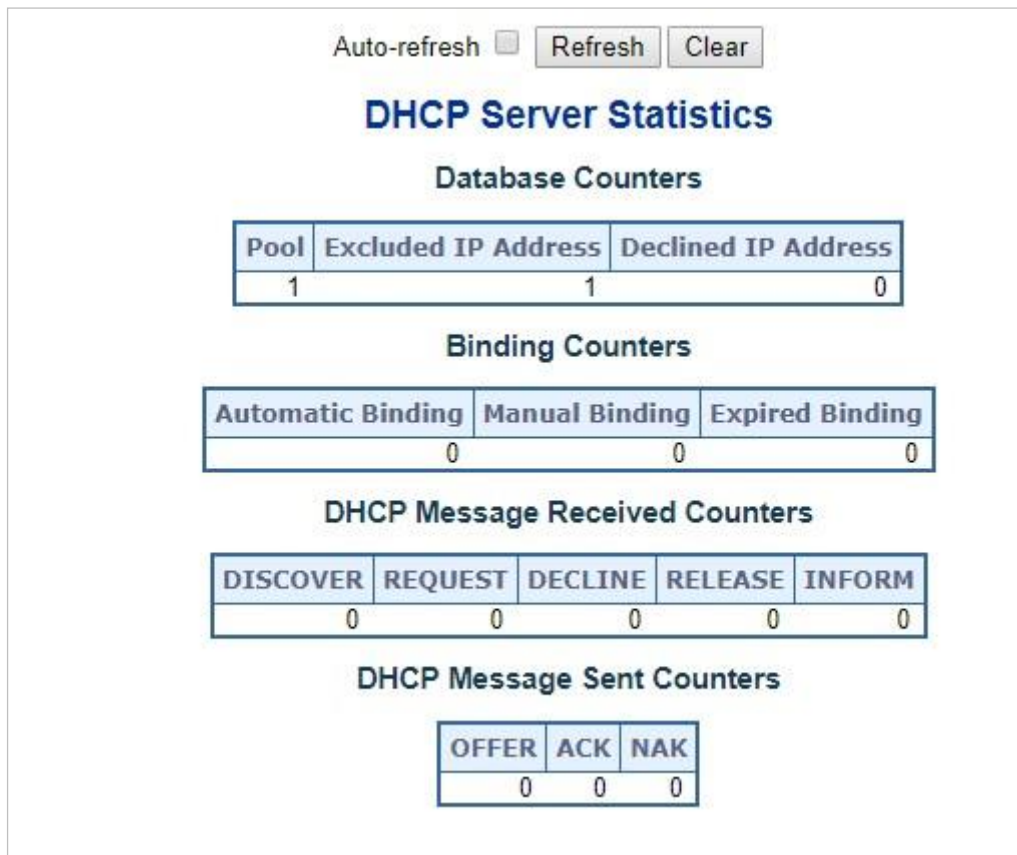 Auto-refresh Refresh Clear
DHCP Server Statistics
Database Counters
Pool Excluded IP Address Declined IP Address
1 1 0
Binding Counters
Automatic Binding Manual Binding Expired Binding
0 0 0
DHCP Message Received Counters
DISCOVER REQUEST DECLINE RELEASE INFORM
0 0 0 0 0
DHCP Message Sent Counters
OFFER ACK NAK
0 0 0